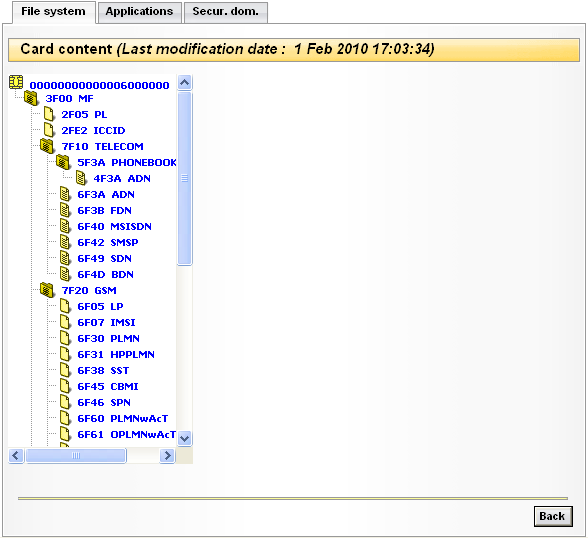 File system Applications Secur. dom.
Card content (Last modification date : 1 Feb 2010 17:03:34)
00000000000006000000
3F00 MF
2F05 PL
2FE2 ICCID
7F10 TELECOM
5F3A PHONEBOOK
4F3A ADN
6F3A ADN
6F3B FDN
6F40 MSISDN
6F42 SMSP
6F49 SDN
6F4D BDN
7F20 GSM
6F05 LP
6F07 IMSI
6F30 PLMN
6F31 HPPLMN
6F38 SST
6F45 CBMI
6F46 SPN
6F60 PLMNwAcT
6F61 OPLMNwAcT
Back